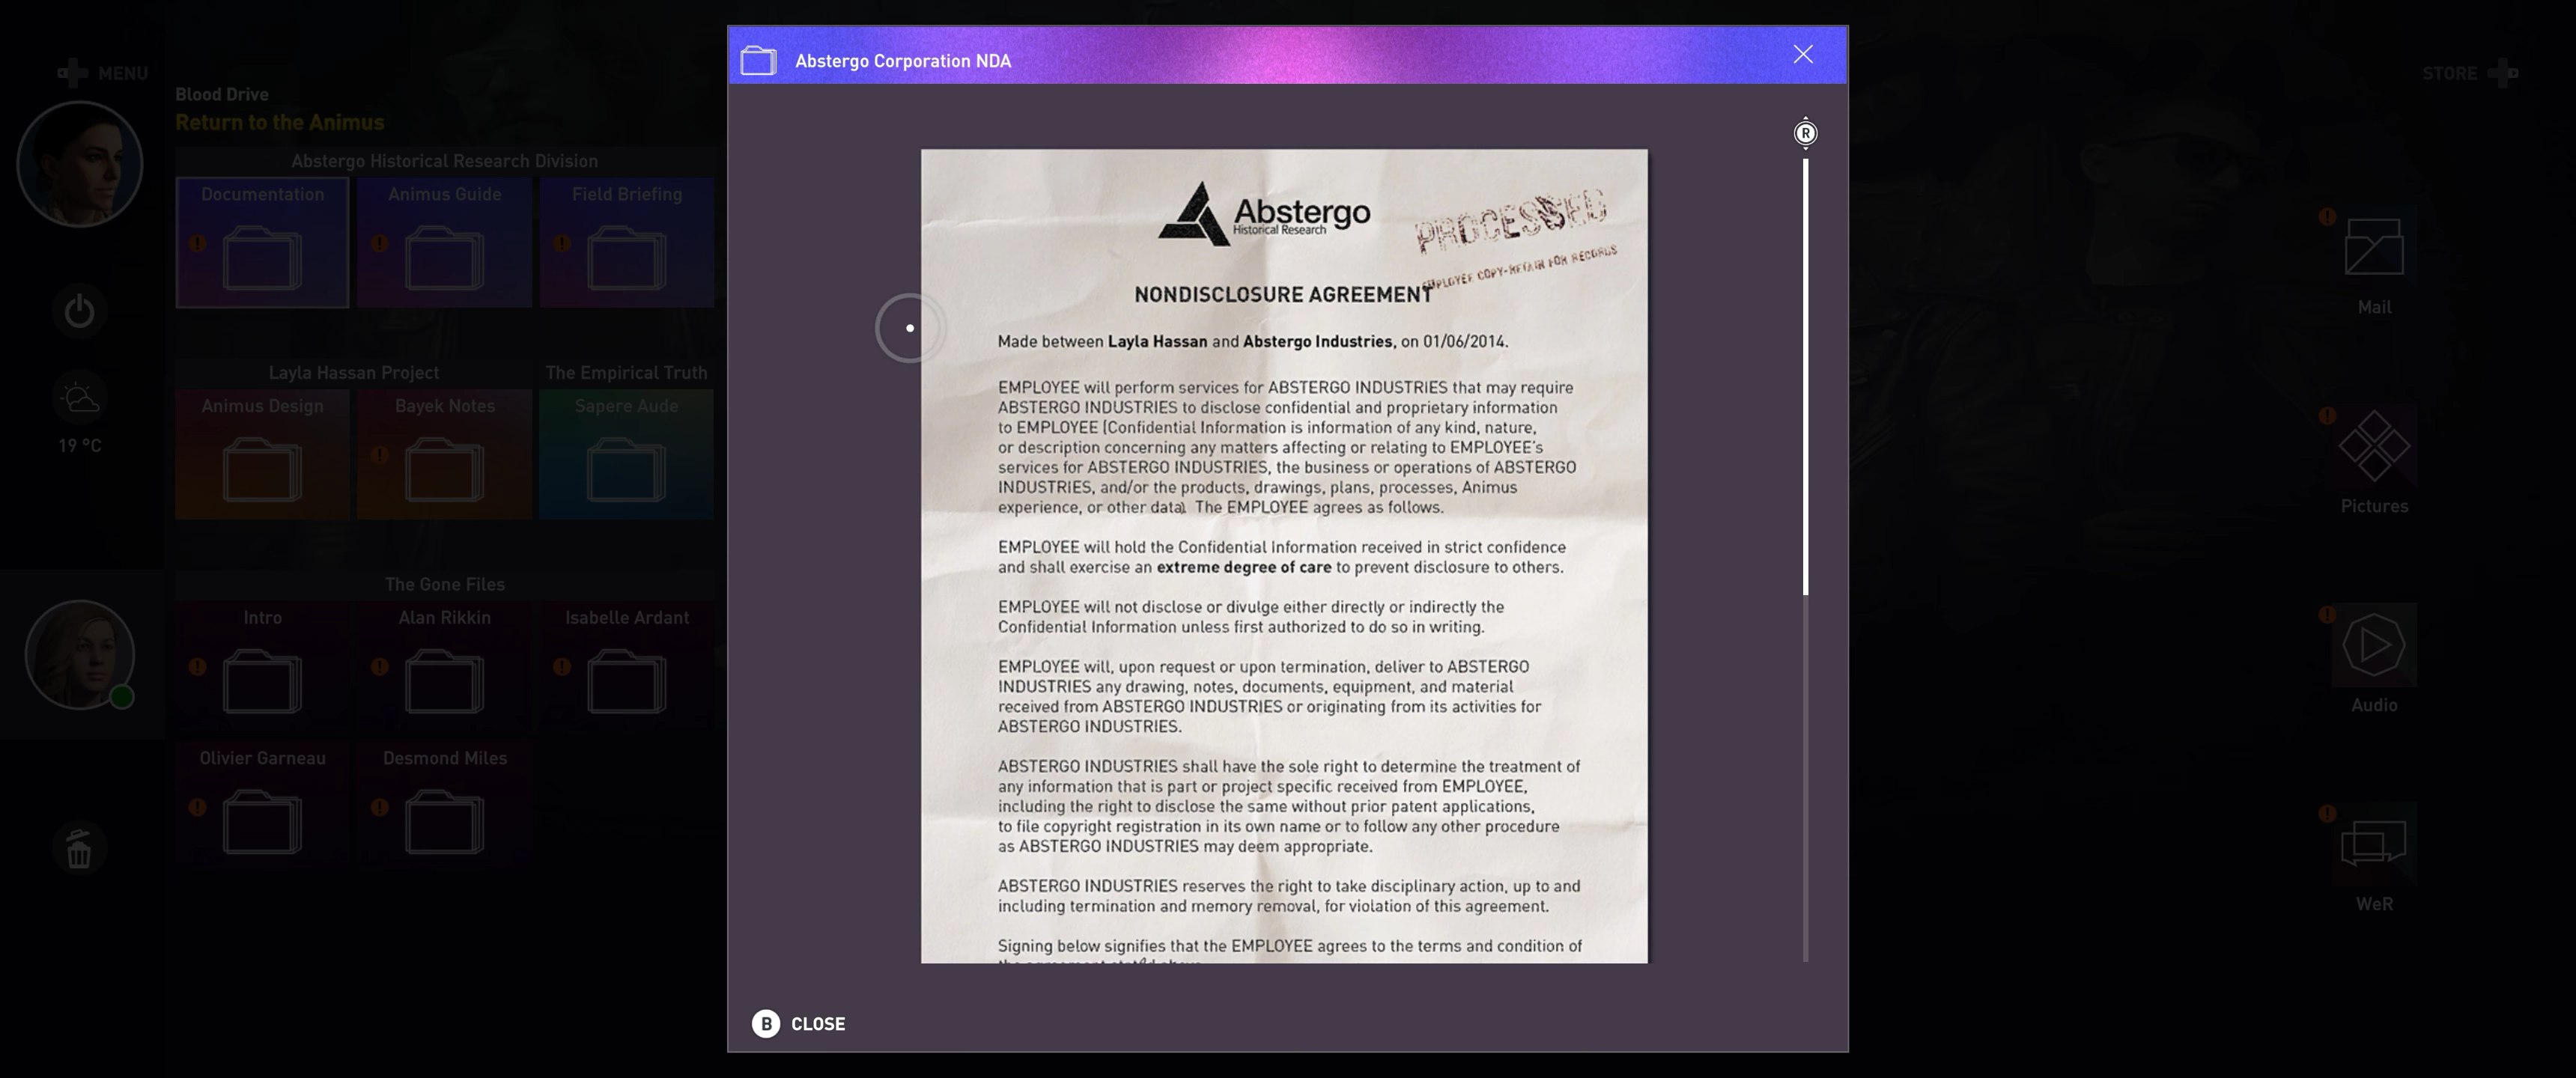 MENU
STORE
Blood Drive
Return to the Animus
Abstergo Historical Research Division
Documentation
Animus Guide
Field Briefing
19 °C
Layla Hassan Project
The Empirical Truth
Animus Design
Bayek Notes
Sapere Aude
The Gone Files
Intro
Alan Rikkin
Isabelle Ardant
Olivier Garneau
Desmond Miles
Abstergo Corporation NDA
R
Abstergo
Historical Research
PROCESSED
EMPLOYEE COPY-RETAIN FOR RECORDS
NONDISCLOSURE AGREEMENT
Made between Layla Hassan and Abstergo Industries, on 01/06/2014.
EMPLOYEE will perform services for ABSTERGO INDUSTRIES that may require
ABSTERGO INDUSTRIES to disclose confidential and proprietary information
to EMPLOYEE (Confidential Information is information of any kind, nature,
or description concerning any matters affecting or relating to EMPLOYEE's
services for ABSTERGO INDUSTRIES, the business or operations of ABSTERGO
INDUSTRIES, and/or the products, drawings, plans, processes, Animus
experience, or other data). The EMPLOYEE agrees as follows.
EMPLOYEE will hold the Confidential Information received in strict confidence
and shall exercise an extreme degree of care to prevent disclosure to others.
EMPLOYEE will not disclose or divulge either directly or indirectly the
Confidential Information unless first authorized to do so in writing.
EMPLOYEE will, upon request or upon termination, deliver to ABSTERGO
INDUSTRIES any drawing, notes, documents, equipment, and material
received from ABSTERGO INDUSTRIES or originating from its activities for
ABSTERGO INDUSTRIES.
ABSTERGO INDUSTRIES shall have the sole right to determine the treatment of
any information that is part or project specific received from EMPLOYEE,
including the right to disclose the same without prior patent applications,
to file copyright registration in its own name or to follow any other procedure
as ABSTERGO INDUSTRIES may deem appropriate.
ABSTERGO INDUSTRIES reserves the right to take disciplinary action, up to and
including termination and memory removal, for violation of this agreement.
Signing below signifies that the EMPLOYEE agrees to the terms and condition of
the agreement stated above.
B CLOSE
Mail
Pictures
Audio
WeR